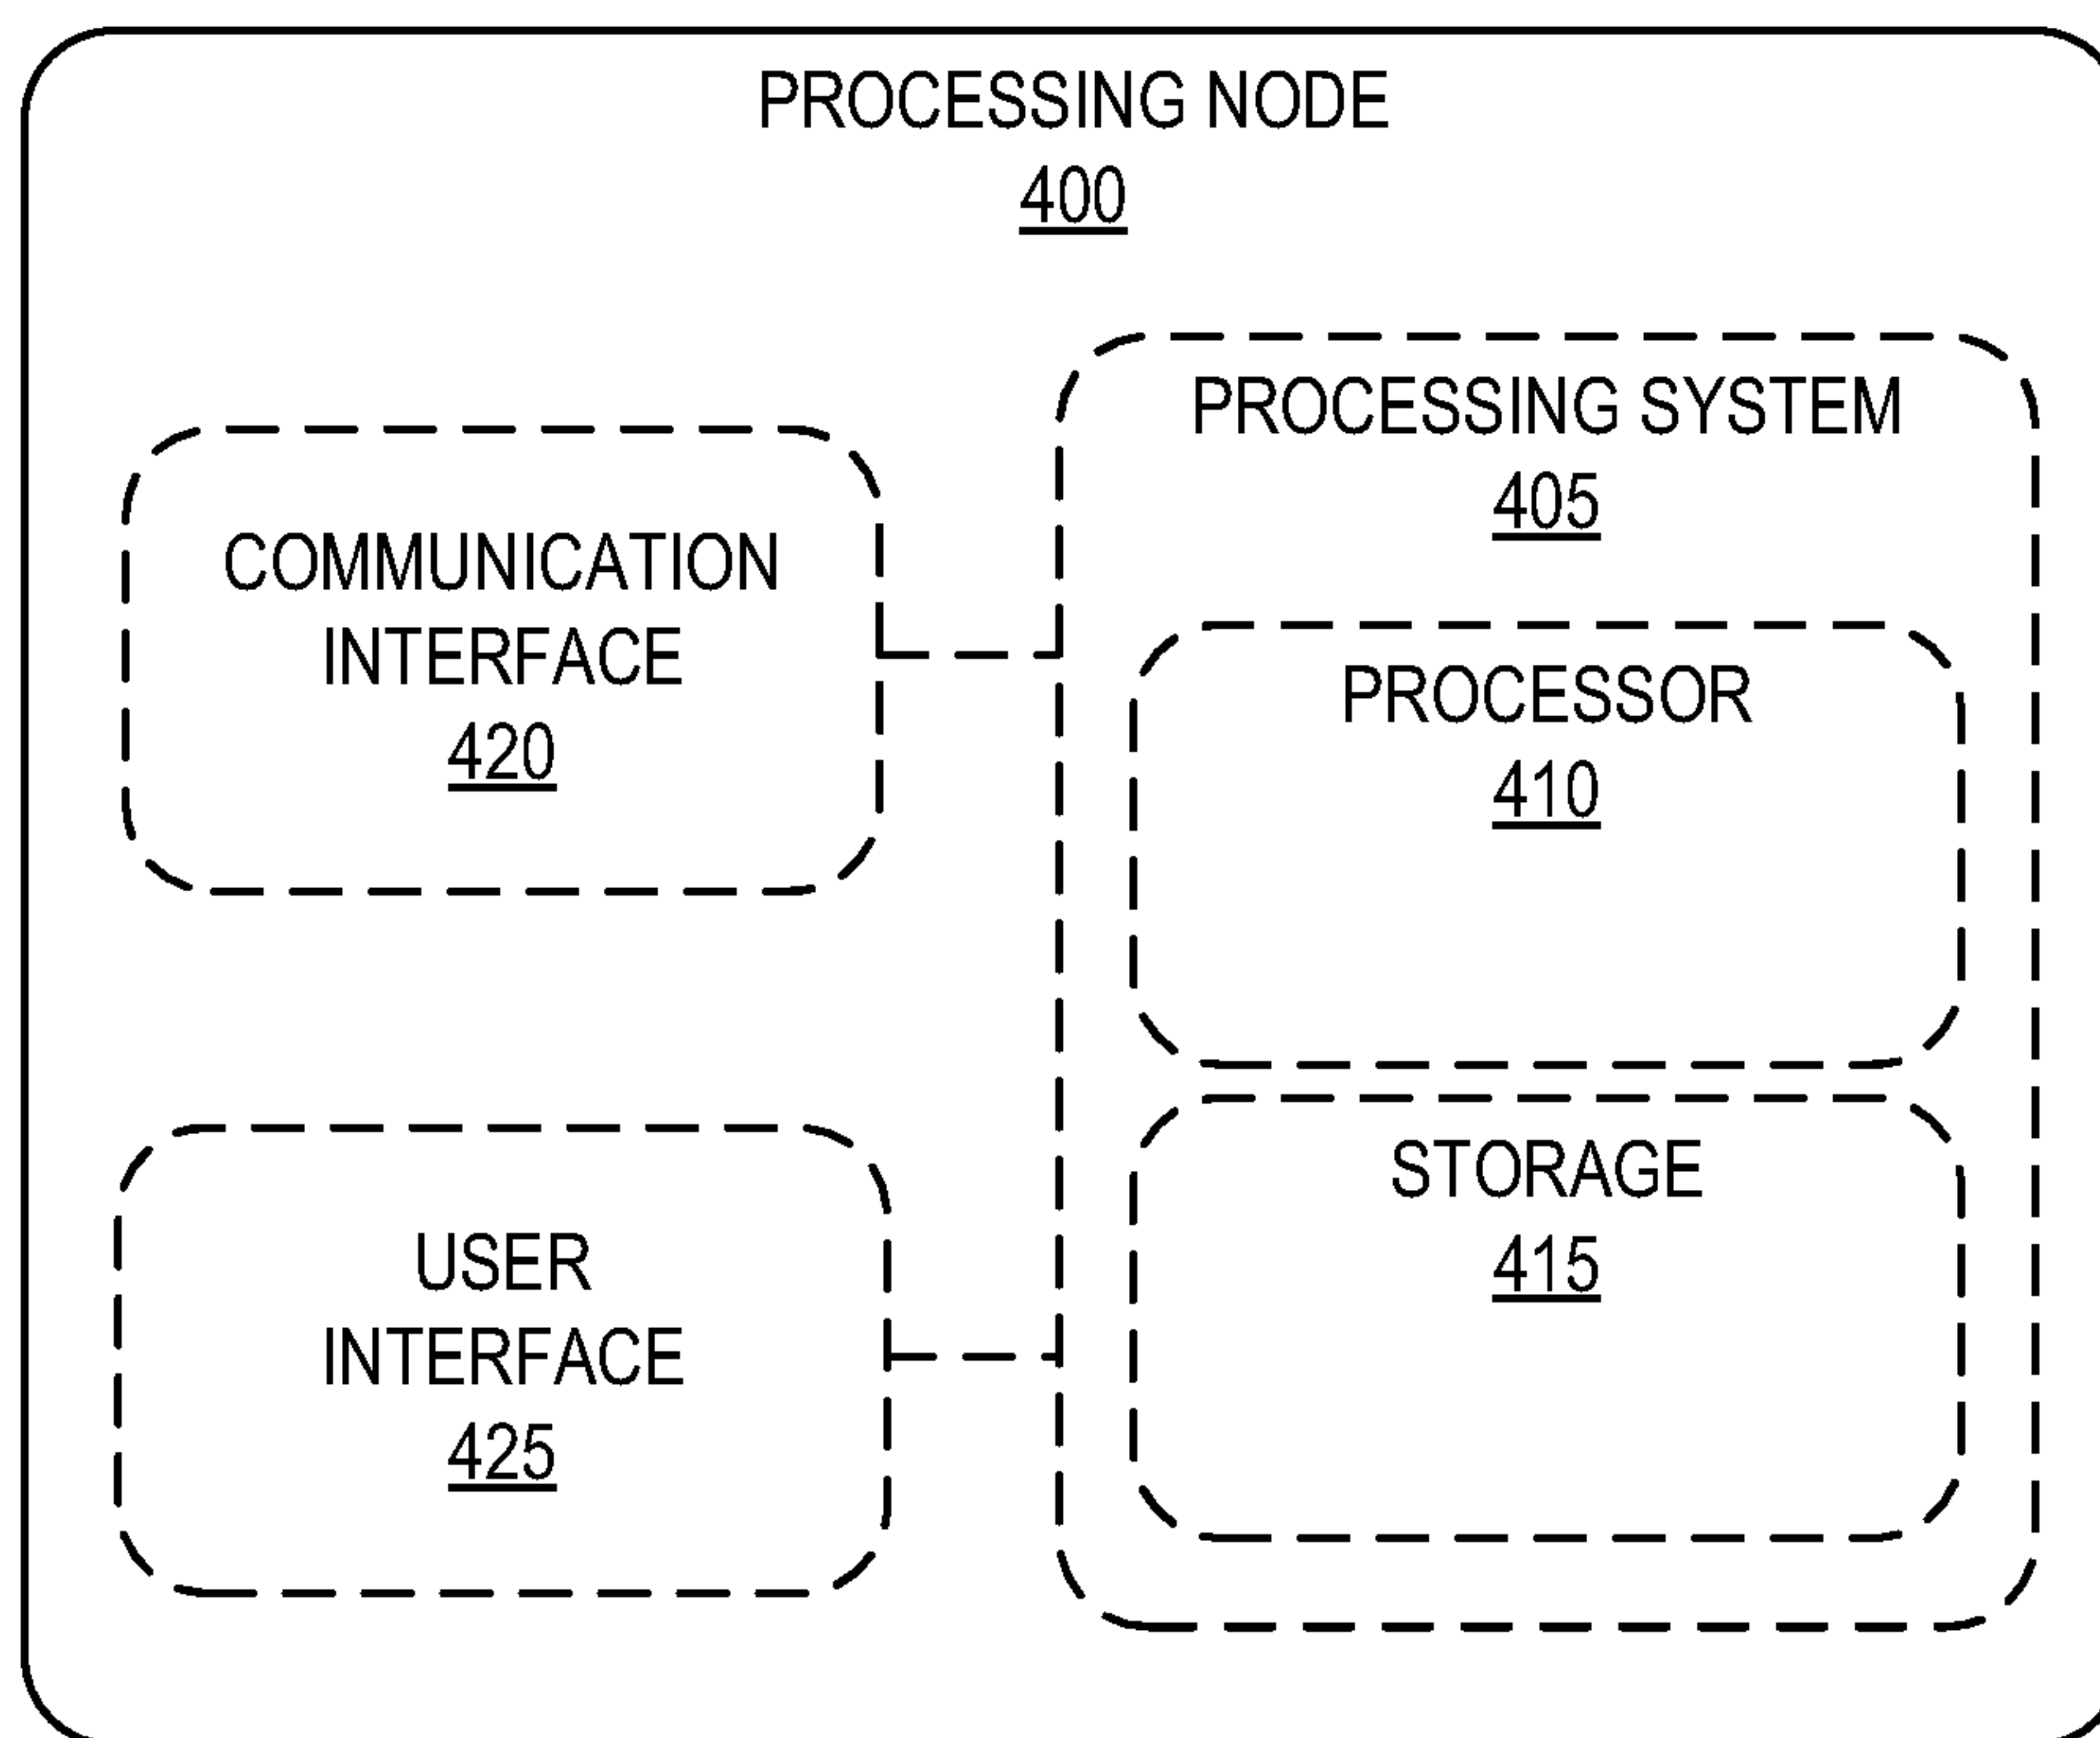 PROCESSING NODE
400
PROCESSING SYSTEM
405
COMMUNICATION
INTERFACE
420
PROCESSOR
410
STORAGE
415
USER
INTERFACE
425